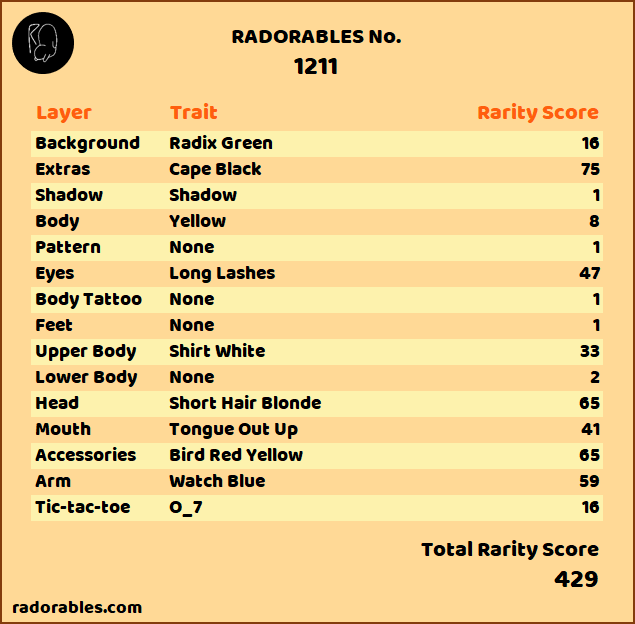 RADORABLES No.
1211
Layer Trait Rarity Score
Background Radix Green 16
Extras Cape Black 75
Shadow Shadow 1
Body Yellow 8
Pattern None 1
Eyes Long Lashes 47
Body Tattoo None 1
Feet None 1
Upper Body Shirt White 33
Lower Body None 2
Head Short Hair Blonde 65
Mouth Tongue Out Up 41
Accessories Bird Red Yellow 65
Arm Watch Blue 59
Tic-tac-toe O_7 16
Total Rarity Score
429
radorables.com